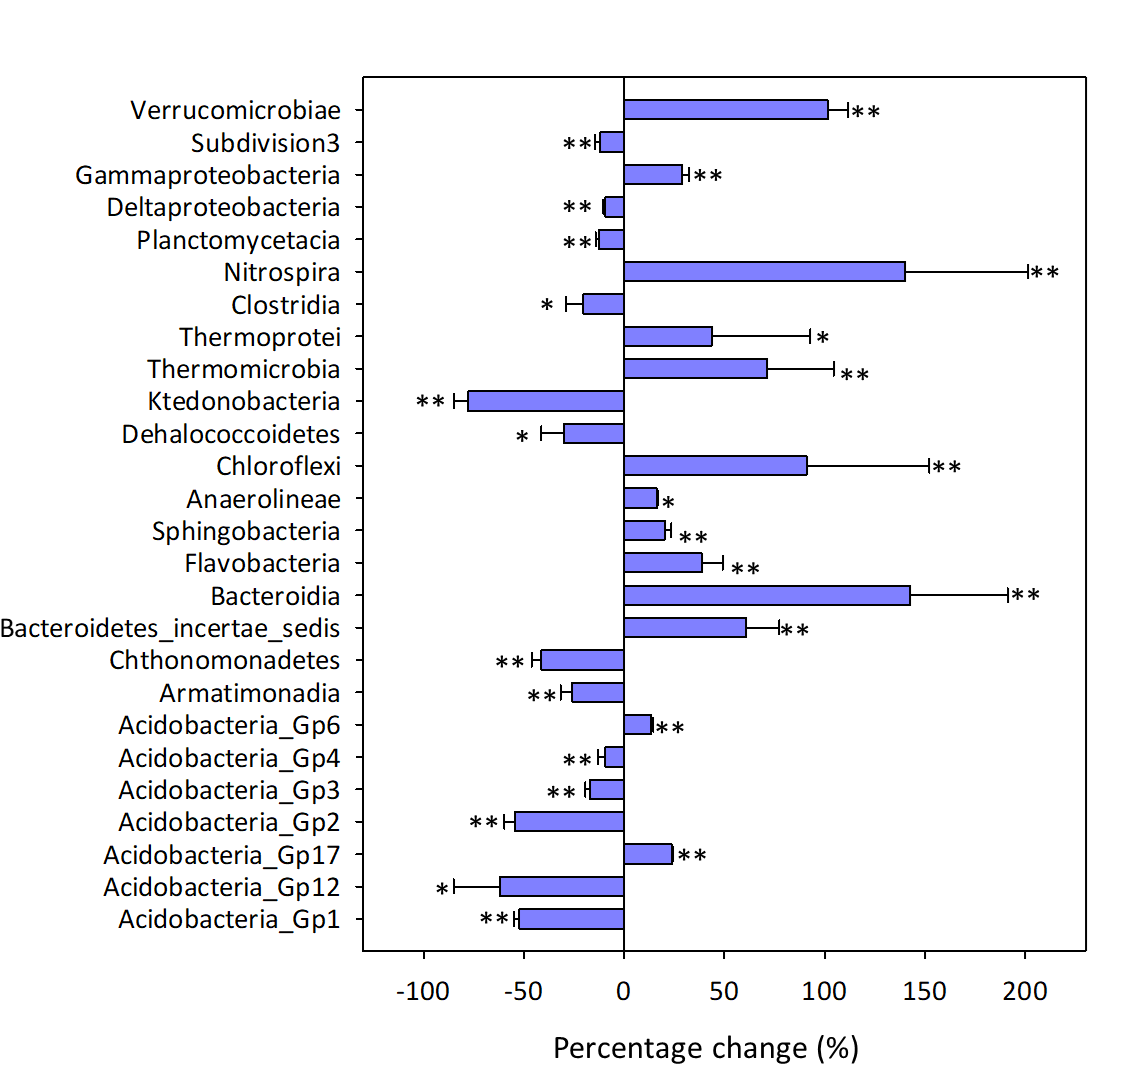 Verrucomicrobiae **
Subdivision3 **
Gammaproteobacteria **
Deltaproteobacteria **
Planctomycetacia **
Nitrospira **
Clostridia *
Thermoprotei *
Thermomicrobia **
Ktedonobacteria **
Dehalococcoidetes *
Chloroflexi **
Anaerolineae *
Sphingobacteria **
Flavobacteria **
Bacteroidia **
Bacteroidetes_incertae_sedis **
Chthonomonadetes **
Armatimonadia **
Acidobacteria_Gp6 **
Acidobacteria_Gp4 **
Acidobacteria_Gp3 **
Acidobacteria_Gp2 **
Acidobacteria_Gp17 **
Acidobacteria_Gp12 *
Acidobacteria_Gp1 **
-100 -50 0 50 100 150 200
Percentage change (%)